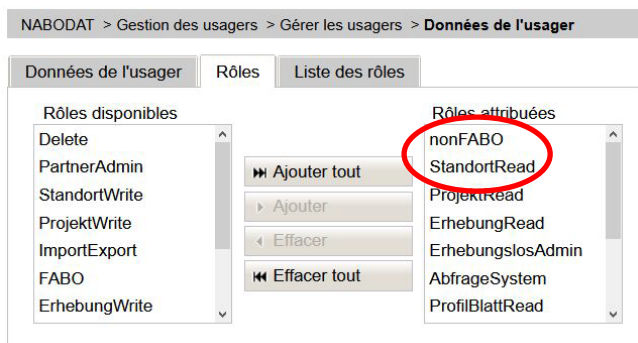 NABODAT > Gestion des usagers > Gérer les usagers > Données de l'usager
Données de l'usager Rôles Liste des rôles
Rôles disponibles
Delete
PartnerAdmin
StandortWrite
ProjektWrite
ImportExport
FABO
ErhebungWrite
Ajouter tout
Ajouter
Effacer
Effacer tout
Rôles attribuées
nonFABO
StandortRead
ProjektRead
ErhebungRead
ErhebungslosAdmin
AbfrageSystem
ProfilBlattRead